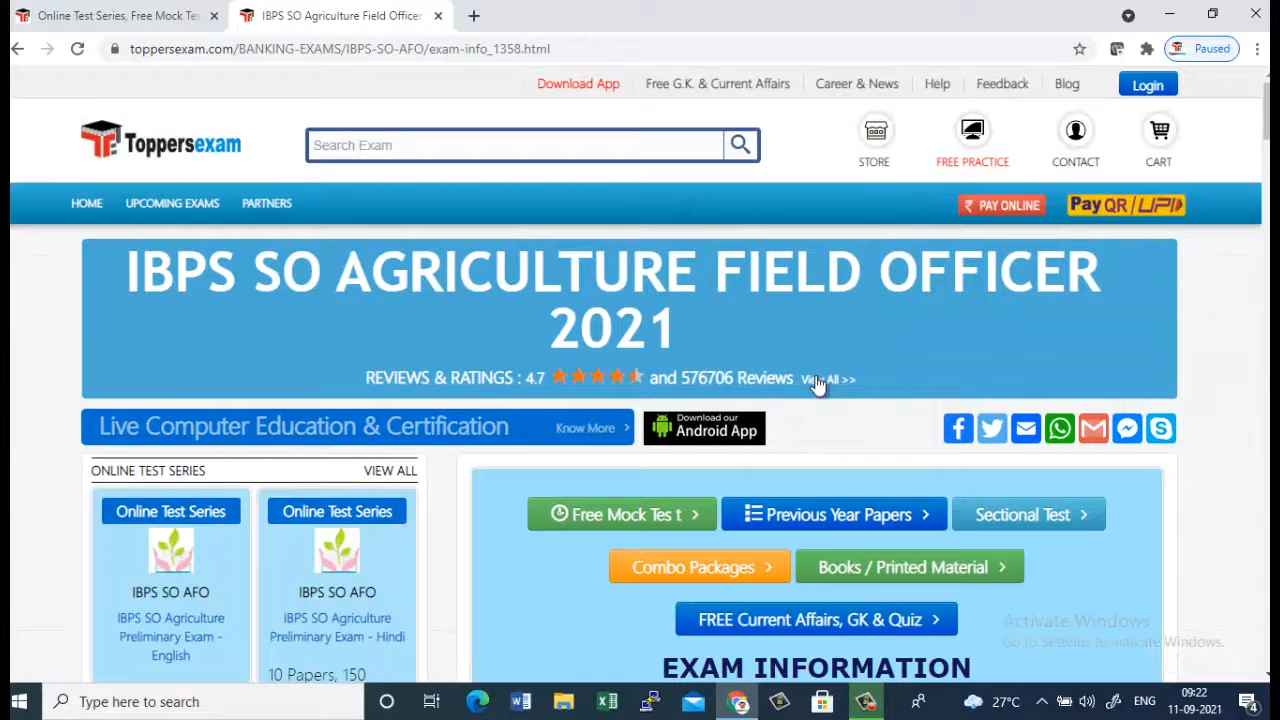 Online Test Series, Free Mock Tes
IBPS SO Agriculture Field Officer
toppersexam.com/BANKING-EXAMS/IBPS-SO-AFO/exam-info_1358.html
Paused
Download App
Free G.K. & Current Affairs
Career & News
Help
Feedback
Blog
Login
Toppersexam
Search Exam
STORE
FREE PRACTICE
CONTACT
CART
HOME
UPCOMING EXAMS
PARTNERS
₹ PAY ONLINE
Pay QR/UPI
IBPS SO AGRICULTURE FIELD OFFICER
2021
REVIEWS & RATINGS : 4.7 and 576706 Reviews
All >>
Live Computer Education & Certification
Know More >
Download our
Android App
ONLINE TEST SERIES
VIEW ALL
Online Test Series
IBPS SO AFO
IBPS SO Agriculture
Preliminary Exam -
English
Online Test Series
IBPS SO AFO
IBPS SO Agriculture
Preliminary Exam - Hindi
10 Papers, 150
Free Mock Tes t >
Previous Year Papers >
Sectional Test >
Combo Packages >
Books / Printed Material >
FREE Current Affairs, GK & Quiz >
EXAM INFORMATION
Activate Windows
Go to Settings to activate Windows.
Type here to search
27°C
ENG
09:22
11-09-2021
4